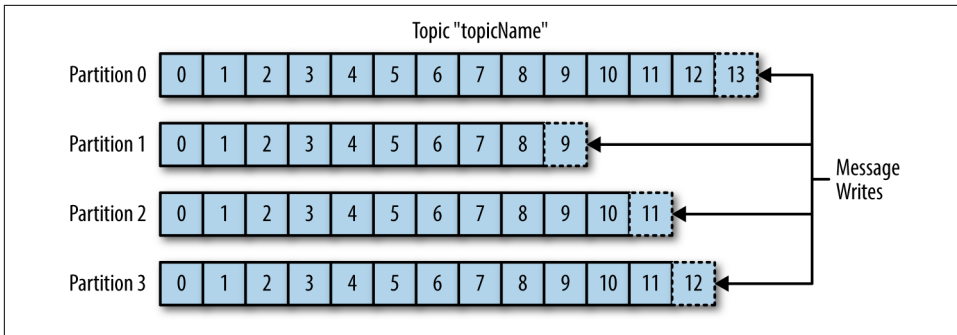 Topic "topicName"
Partition 0 0 1 2 3 4 5 6 7 8 9 10 11 12 13
Partition 1 0 1 2 3 4 5 6 7 8 9
Partition 2 0 1 2 3 4 5 6 7 8 9 10 11
Partition 3 0 1 2 3 4 5 6 7 8 9 10 11 12
Message
Writes